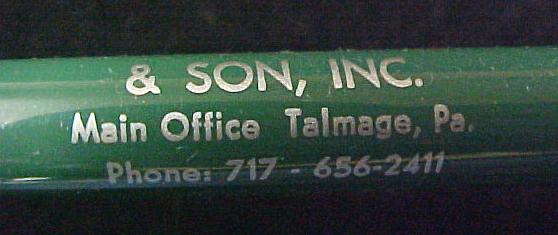 & SON, INC.
Main Office Talmage, Pa.
Phone: 717 - 656-2411